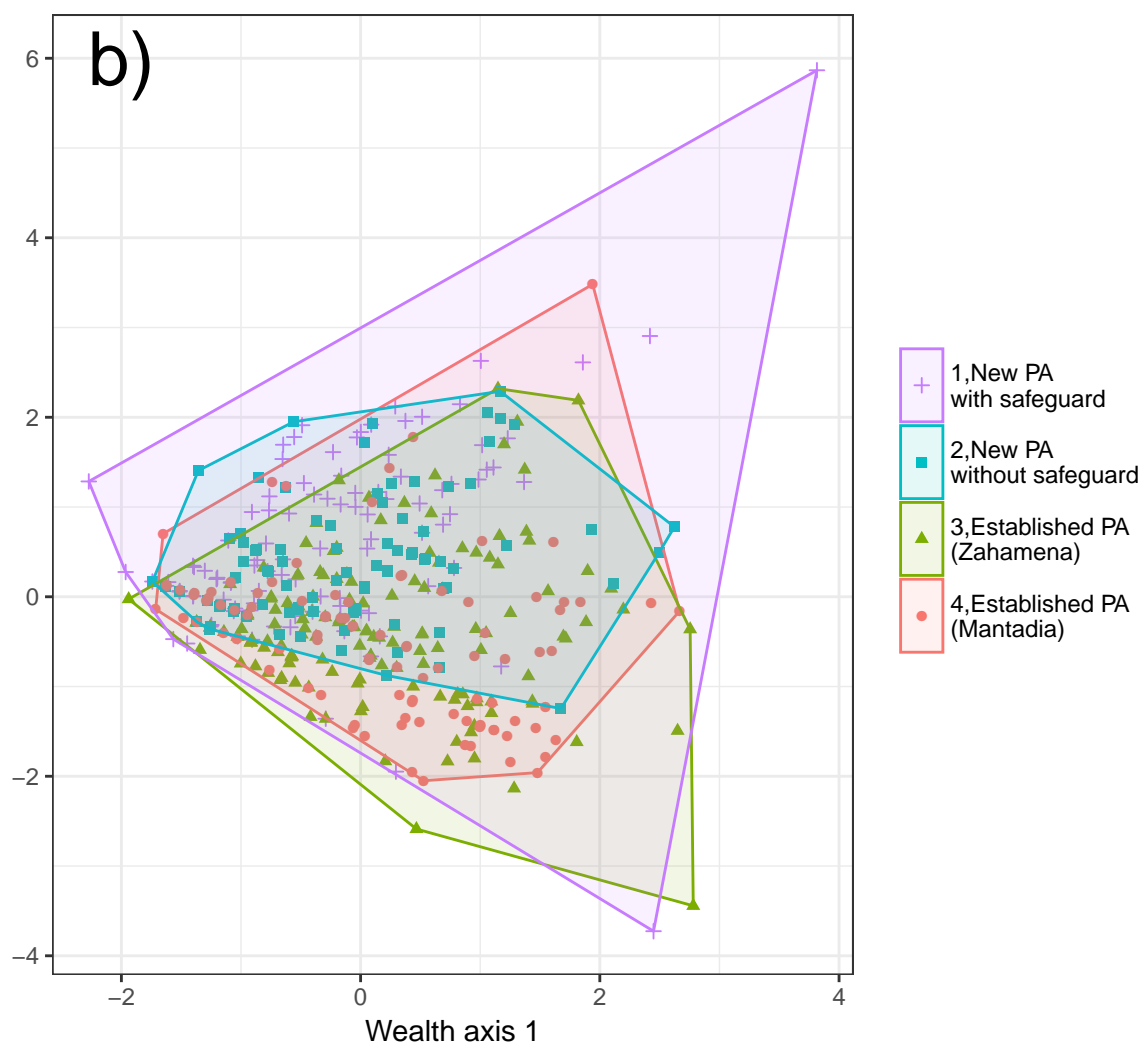 b)
6
4
2
0
−2
−4
−2
0
2
4
Wealth axis 1
1,New PA
with safeguard
2,New PA
without safeguard
3,Established PA
(Zahamena)
4,Established PA
(Mantadia)